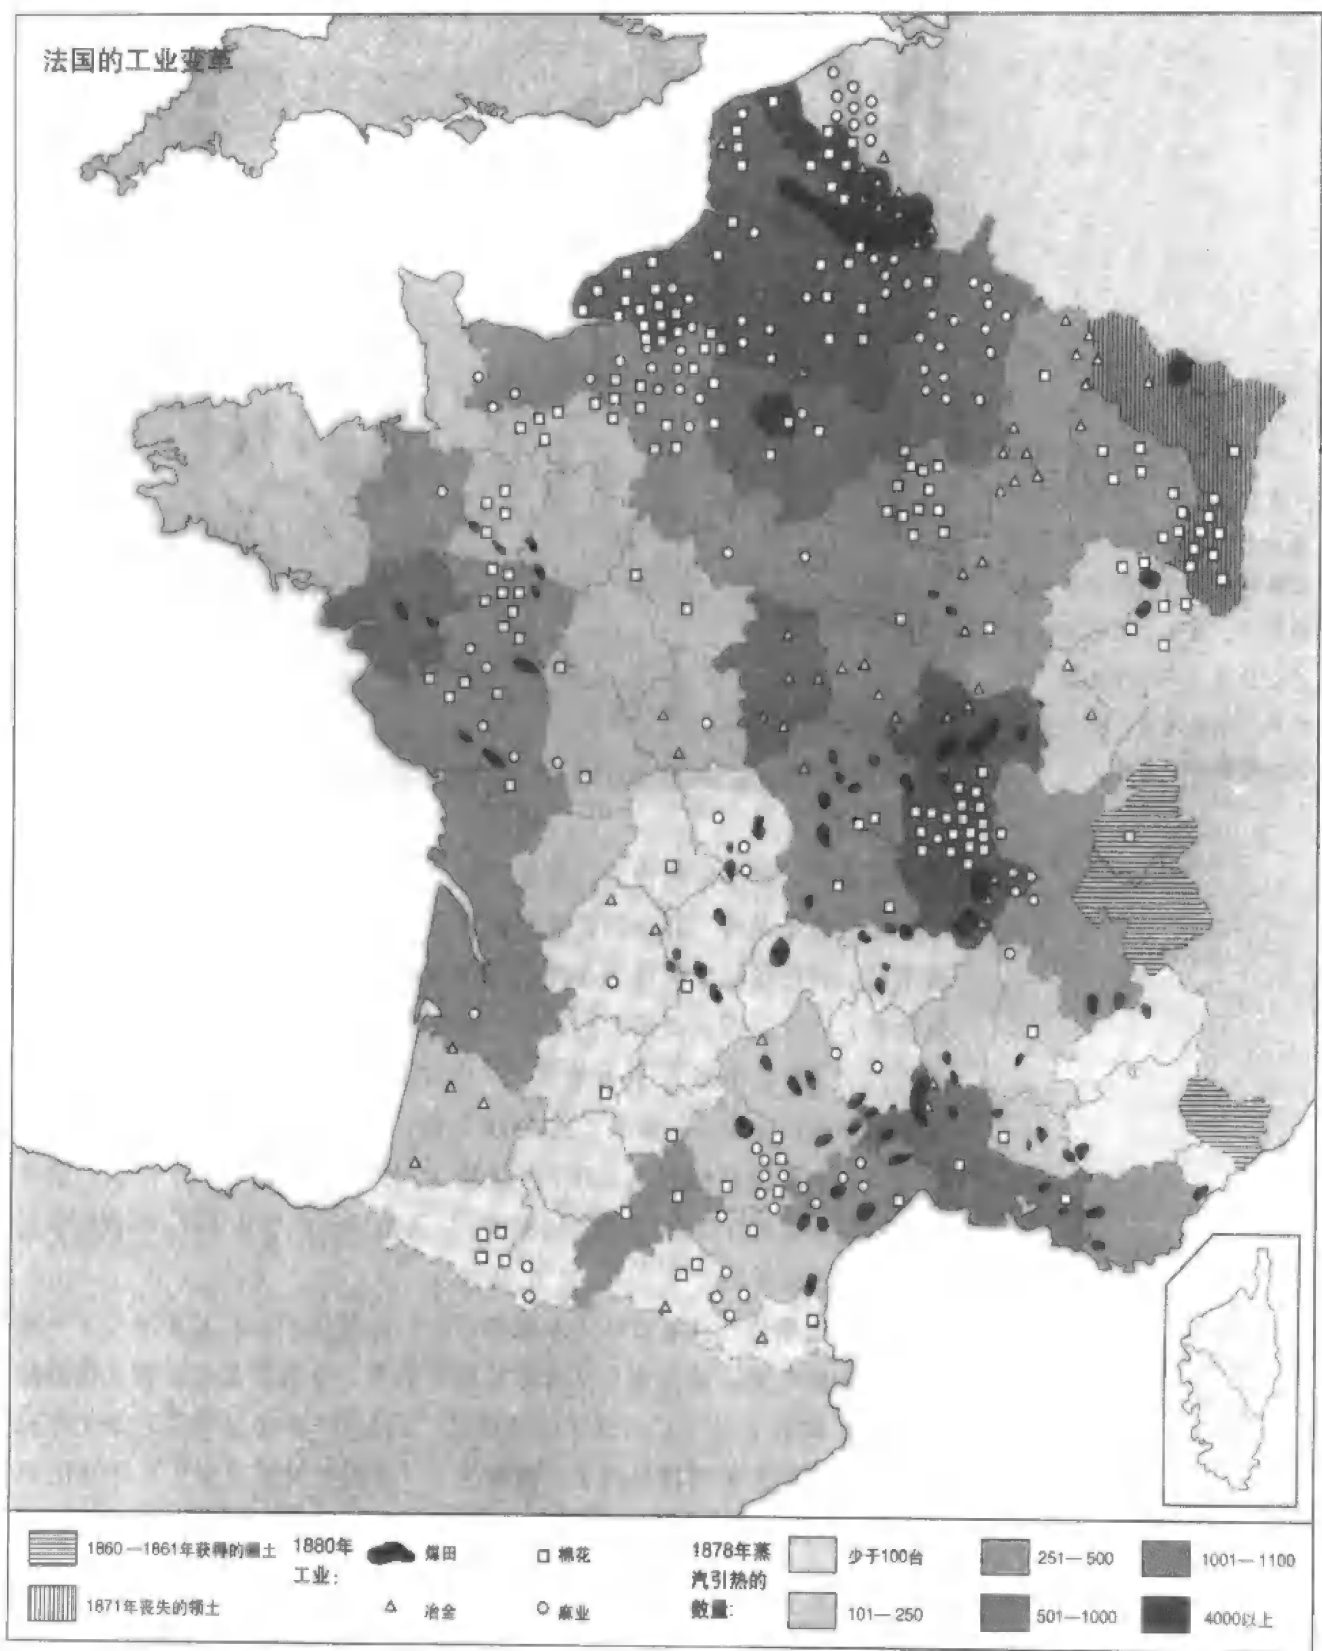 法国的工业变革
1860—1861年获得的领土
1871年丧失的领土
1880年
工业:
煤田
冶金
棉花
麻业
1878年蒸
汽引热的
数量:
少于100台
101—250
251—500
501—1000
1001—1100
4000以上